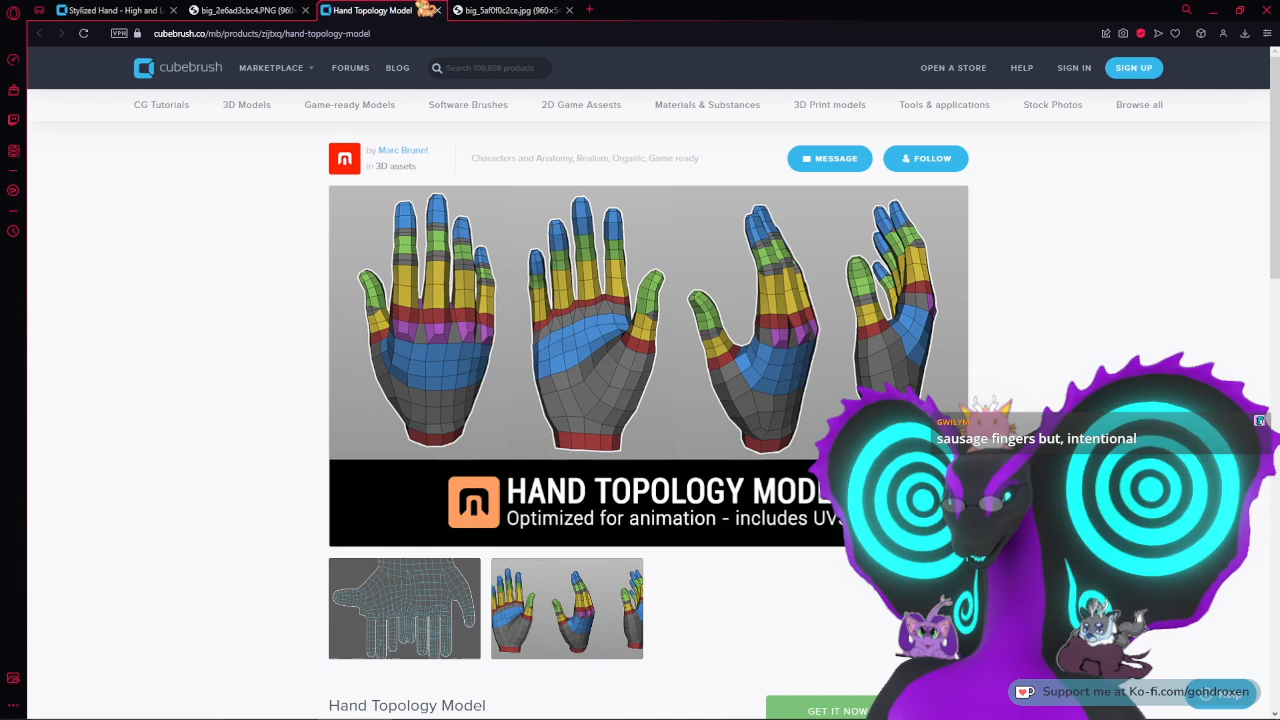 Stylized Hand - High and L
big_2e6ad3cbc4.PNG (960×
Hand Topology Model
big_5af0f0c2ce.jpg (960×5
VPN
cubebrush.co/mb/products/zijtxq/hand-topology-model
cubebrush
MARKETPLACE
FORUMS
BLOG
Search 109,858 products
OPEN A STORE
HELP
SIGN IN
SIGN UP
CG Tutorials
3D Models
Game-ready Models
Software Brushes
2D Game Assests
Materials & Substances
3D Print models
Tools & applications
Stock Photos
Browse all
by Marc Brunet
in 3D assets
Characters and Anatomy, Realism, Organic, Game ready
MESSAGE
FOLLOW
GWILYM
sausage fingers but, intentional
HAND TOPOLOGY MODE
Optimized for animation - includes UVs
Hand Topology Model
GET IT NOW
Support me at Ko-fi.com/gondroxen